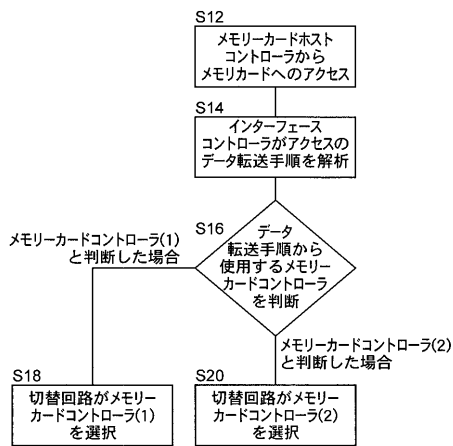 S12
メモリーカードホスト
コントローラから
メモリカードへのアクセス
S14
インターフェース
コントローラがアクセスの
データ転送手順を解析
S16
データ
転送手順から
使用するメモリー
カードコントローラ
を判断
メモリーカードコントローラ(1)
と判断した場合
メモリーカードコントローラ(2)
と判断した場合
S18
切替回路がメモリー
カードコントローラ(1)
を選択
S20
切替回路がメモリー
カードコントローラ(2)
を選択